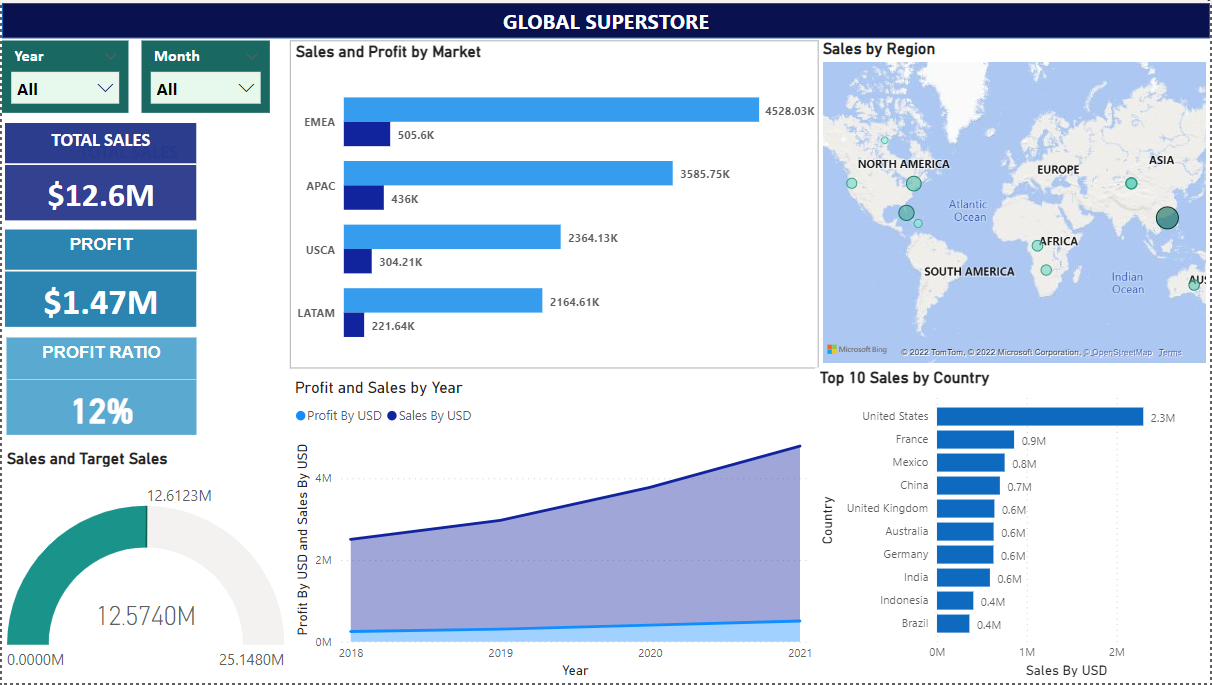 GLOBAL SUPERSTORE
Year
All
Month
All
TOTAL SALES
$12.6M
PROFIT
$1.47M
PROFIT RATIO
12%
Sales and Target Sales
12.6123M
12.5740M
0.0000M
25.1480M
Sales and Profit by Market
EMEA
4528.03K
505.6K
APAC
3585.75K
436K
USCA
2364.13K
304.21K
LATAM
2164.61K
221.64K
Profit and Sales by Year
Profit By USD Sales By USD
Profit By USD and Sales By USD
4M
2M
0M
2018 2019 2020 2021
Year
Sales by Region
NORTH AMERICA
EUROPE
ASIA
Atlantic
Ocean
AFRICA
SOUTH AMERICA
Indian
Ocean
AUS
Microsoft Bing
© 2022 TomTom, © 2022 Microsoft Corporation, © OpenStreetMap Terms
Top 10 Sales by Country
Country
United States 2.3M
France 0.9M
Mexico 0.8M
China 0.7M
United Kingdom 0.6M
Australia 0.6M
Germany 0.6M
India 0.6M
Indonesia 0.4M
Brazil 0.4M
0M 1M 2M
Sales By USD